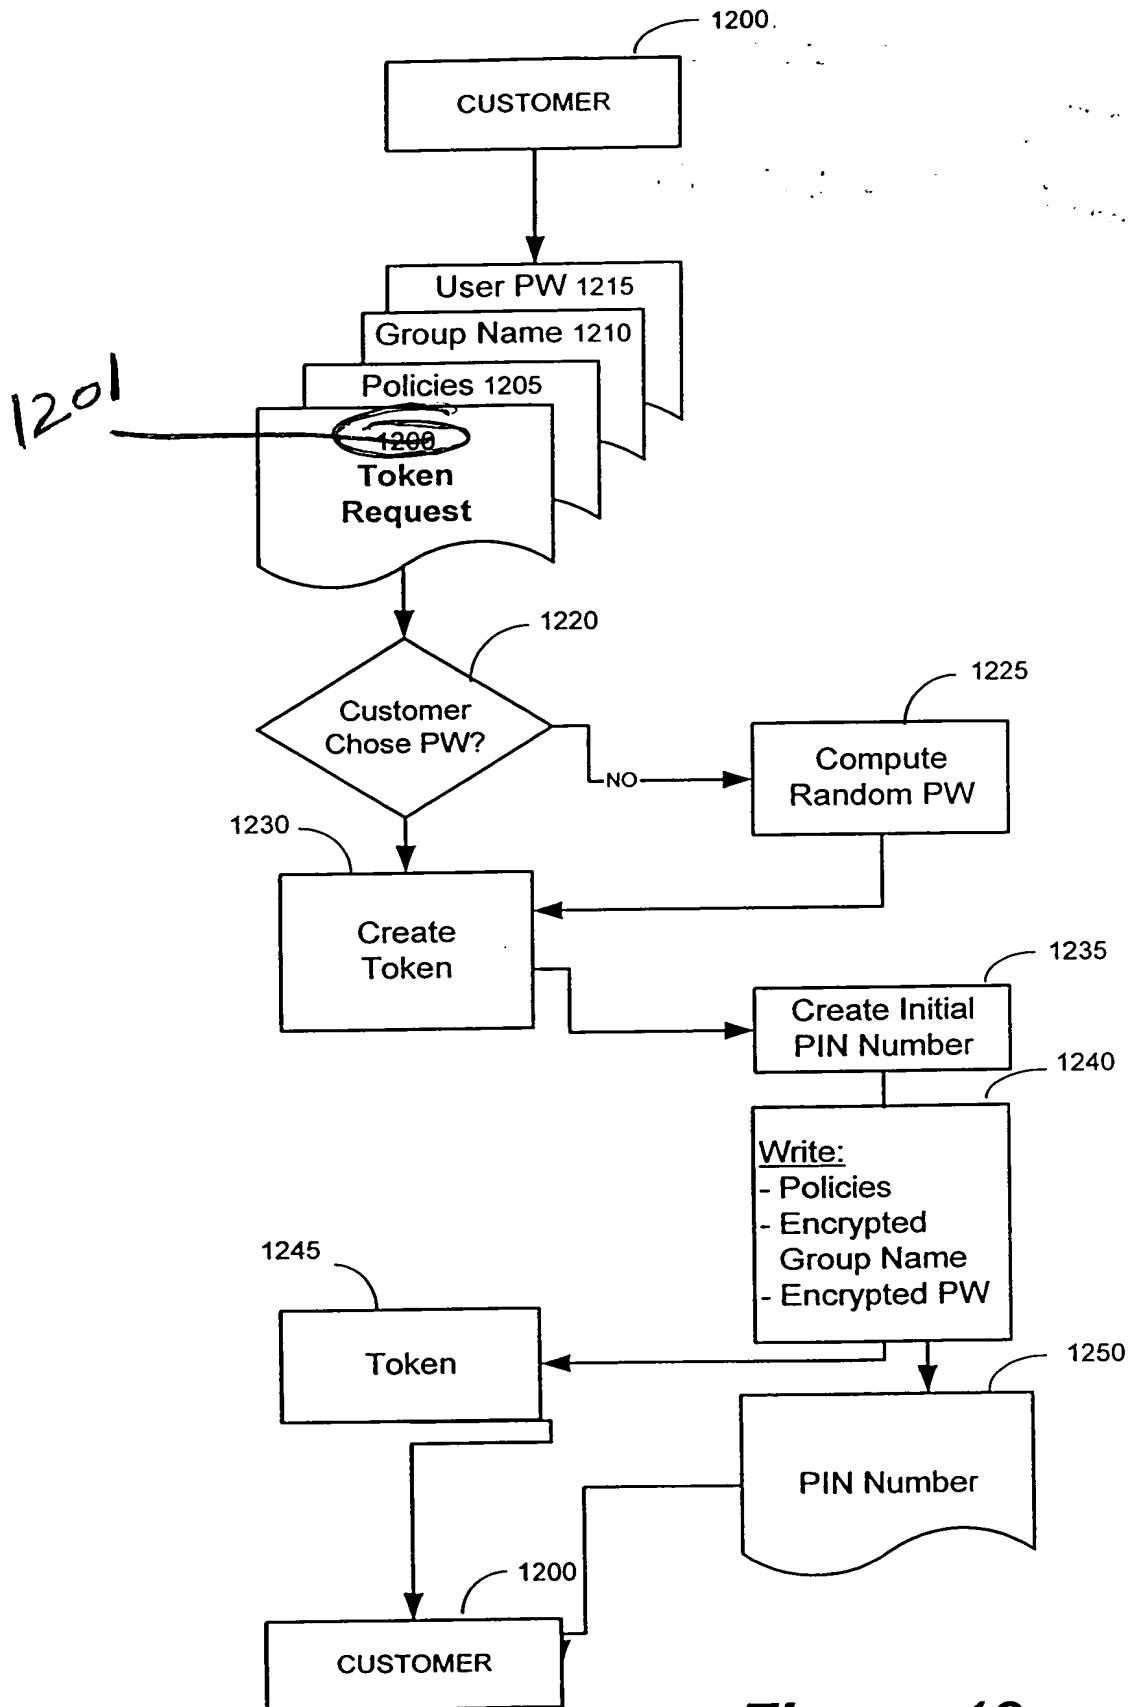 1200
CUSTOMER
User PW 1215
Group Name 1210
Policies 1205
1201
1200
Token
Request
1220
Customer
Chose PW?
1225
NO
Compute
Random PW
1230
Create
Token
1235
Create Initial
PIN Number
1240
Write:
- Policies
- Encrypted
Group Name
- Encrypted PW
1245
Token
1250
PIN Number
1200
CUSTOMER